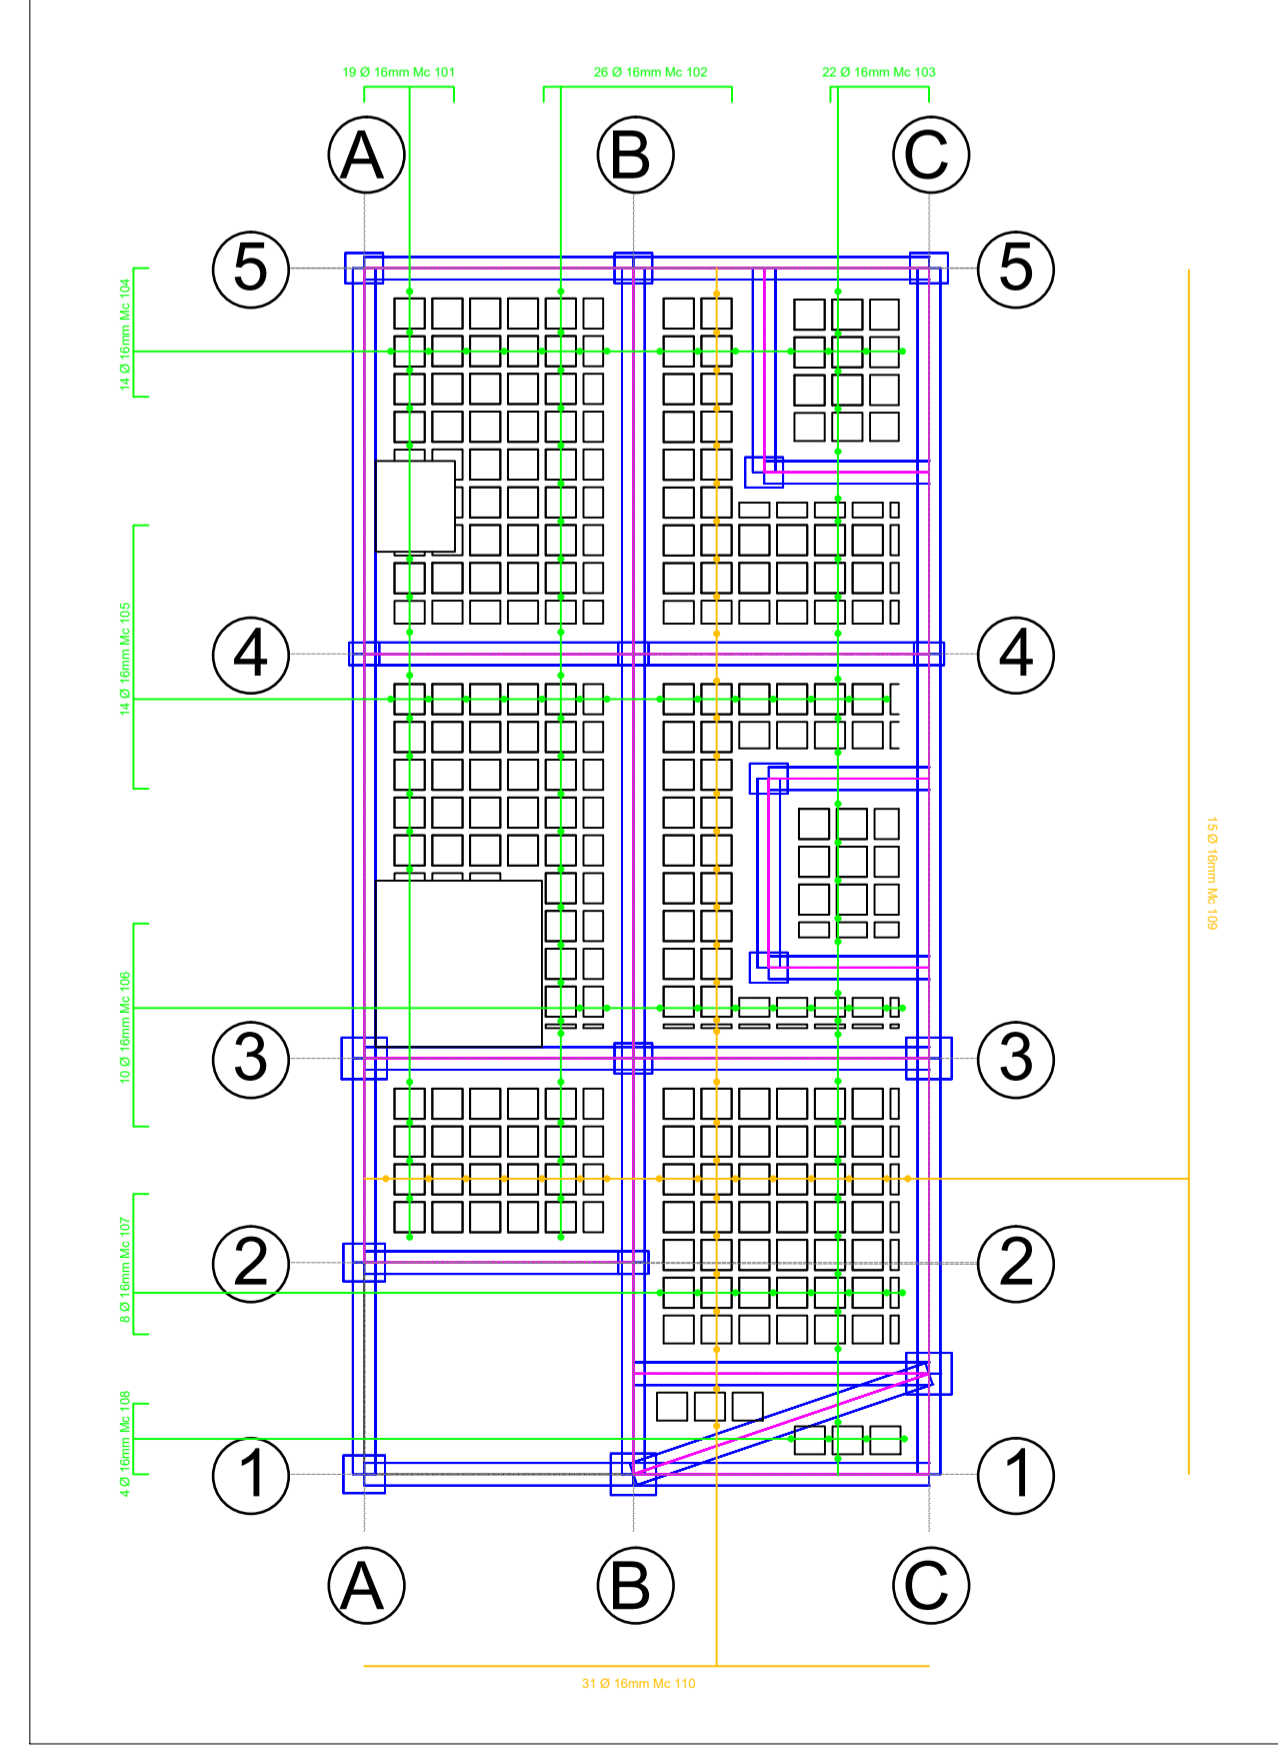 19 Ø 16mm Mc 101
26 Ø 16mm Mc 102
22 Ø 16mm Mc 103
A
B
C
5
5
14 Ø 16mm Mc 104
14 Ø 16mm Mc 105
4
4
15 Ø 16mm Mc 109
10 Ø 16mm Mc 106
3
3
8 Ø 16mm Mc 107
2
2
4 Ø 16mm Mc 108
1
1
A
B
C
31 Ø 16mm Mc 110